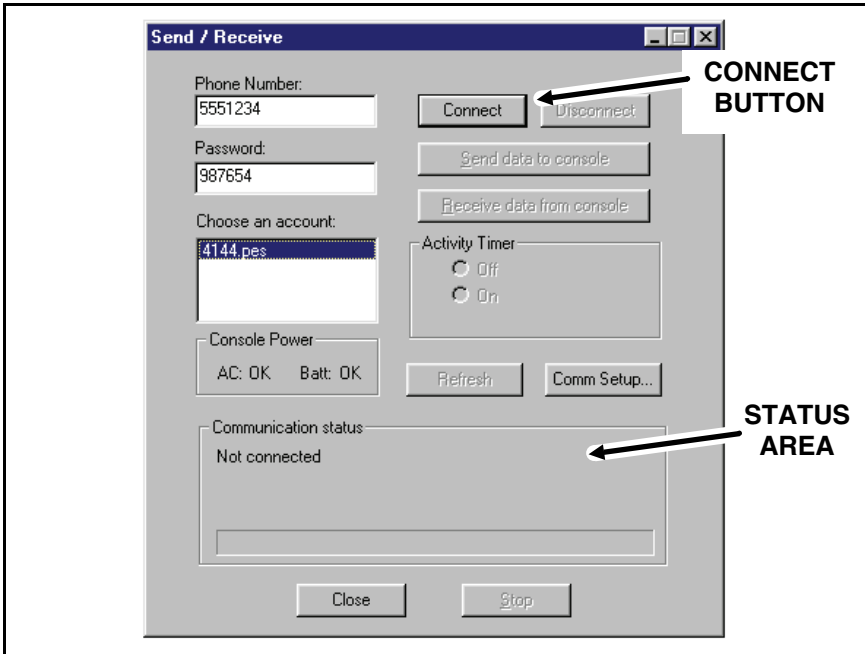 Send / Receive
CONNECT
BUTTON
Phone Number:
5551234
Connect
Disconnect
Password:
987654
Send data to console
Receive data from console
Choose an account:
4144.pes
Activity Timer
Off
On
Console Power
AC: OK Batt: OK
Refresh
Comm Setup...
STATUS
AREA
Communication status
Not connected
Close
Stop